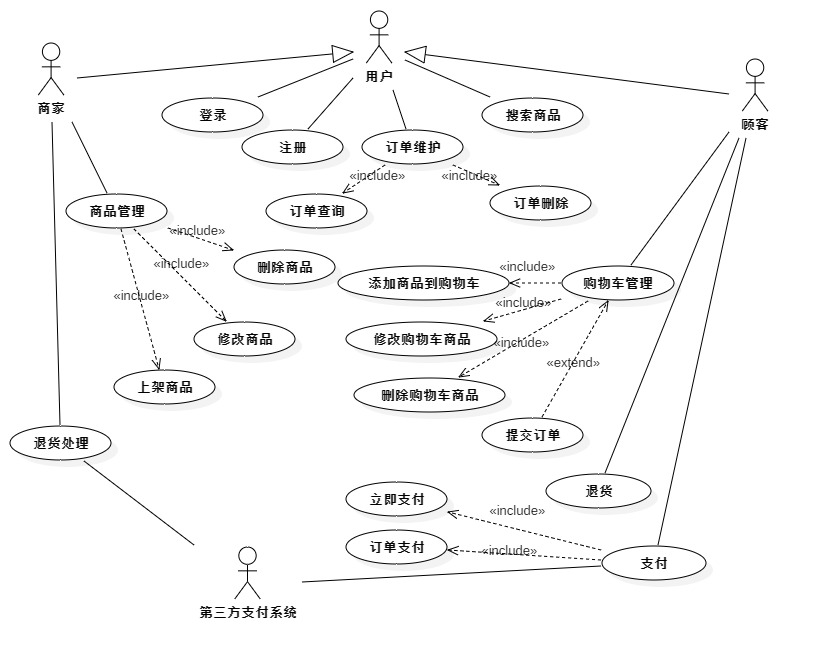 用户
商家
顾客
登录
搜索商品
注册
订单维护
«include»
«include»
订单查询
订单删除
商品管理
«include»
«include»
«include»
删除商品
«include»
添加商品到购物车
购物车管理
«include»
修改商品
修改购物车商品
«include»
«extend»
上架商品
删除购物车商品
退货处理
提交订单
退货
立即支付
«include»
订单支付
«include»
支付
第三方支付系统